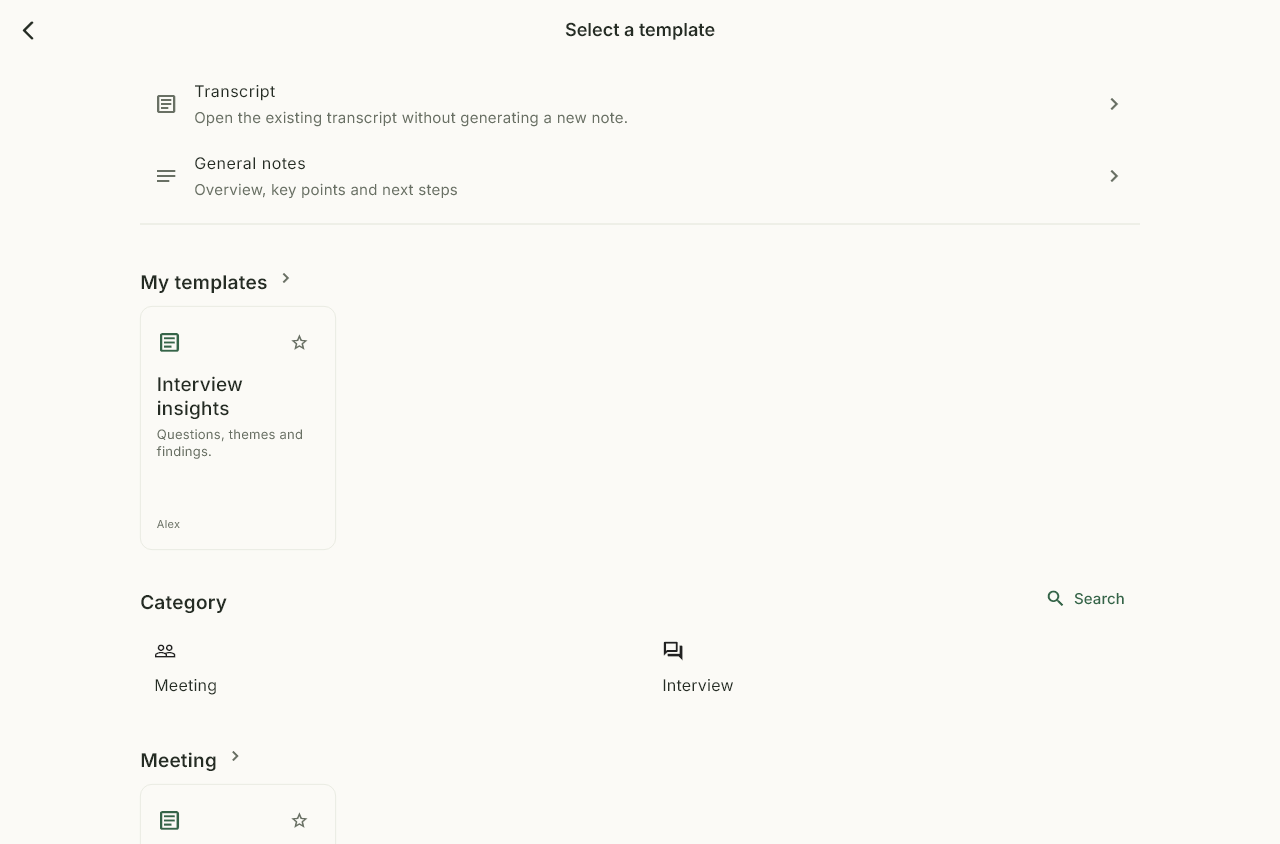 Select a template
Transcript
Open the existing transcript without generating a new note.
General notes
Overview, key points and next steps
My templates
Interview
insights
Questions, themes and
findings.
Alex
Category
Search
Meeting
Interview
Meeting